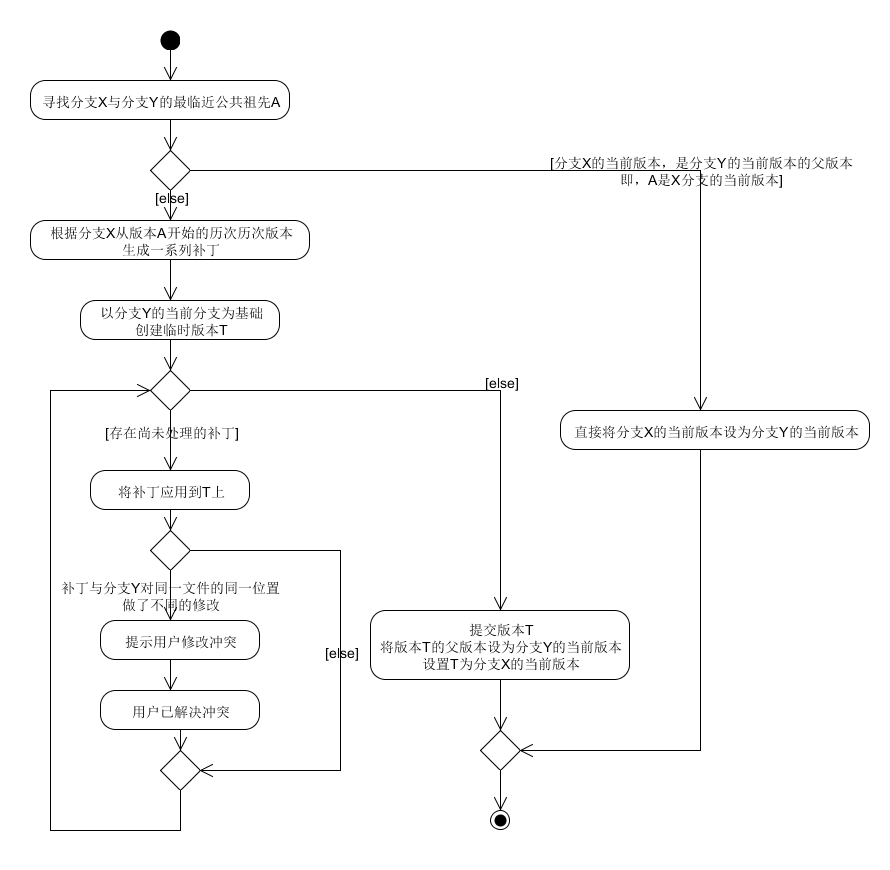 寻找分支X与分支Y的最临近公共祖先A
[分支X的当前版本，是分支Y的当前版本的父版本
即，A是X分支的当前版本]
[else]
根据分支X从版本A开始的历次历次版本
生成一系列补丁
以分支Y的当前分支为基础
创建临时版本T
[else]
[存在尚未处理的补丁]
直接将分支X的当前版本设为分支Y的当前版本
将补丁应用到T上
补丁与分支Y对同一文件的同一位置
做了不同的修改
提示用户修改冲突
[else]
提交版本T
将版本T的父版本设为分支Y的当前版本
设置T为分支X的当前版本
用户已解决冲突